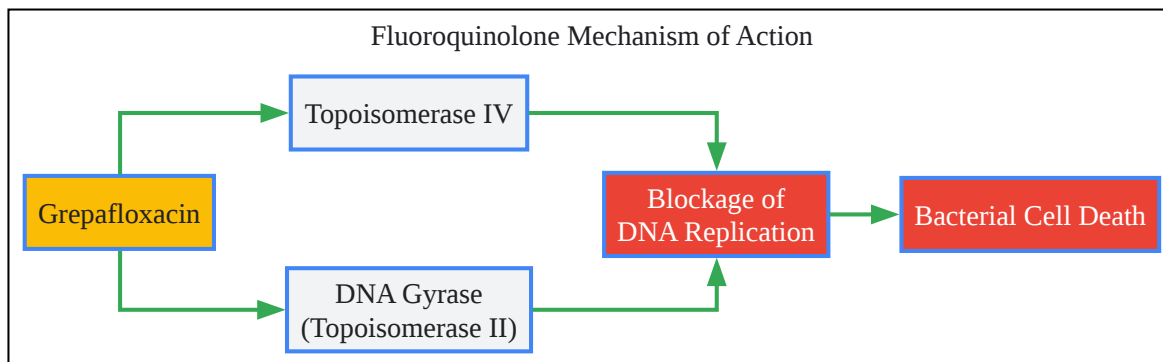 Fluoroquinolone Mechanism of Action
Topoisomerase IV
Grepafloxacin
Blockage of
DNA Replication
Bacterial Cell Death
DNA Gyrase
(Topoisomerase II)